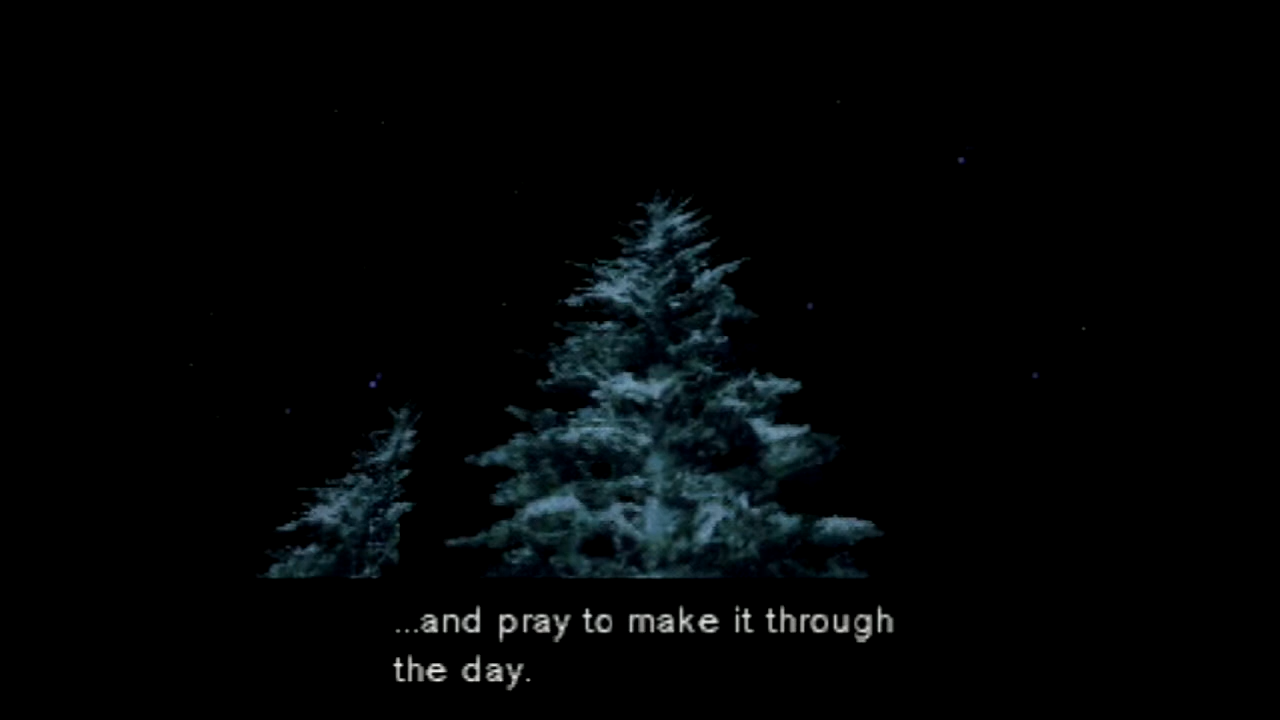 ...and pray to make it through
the day.